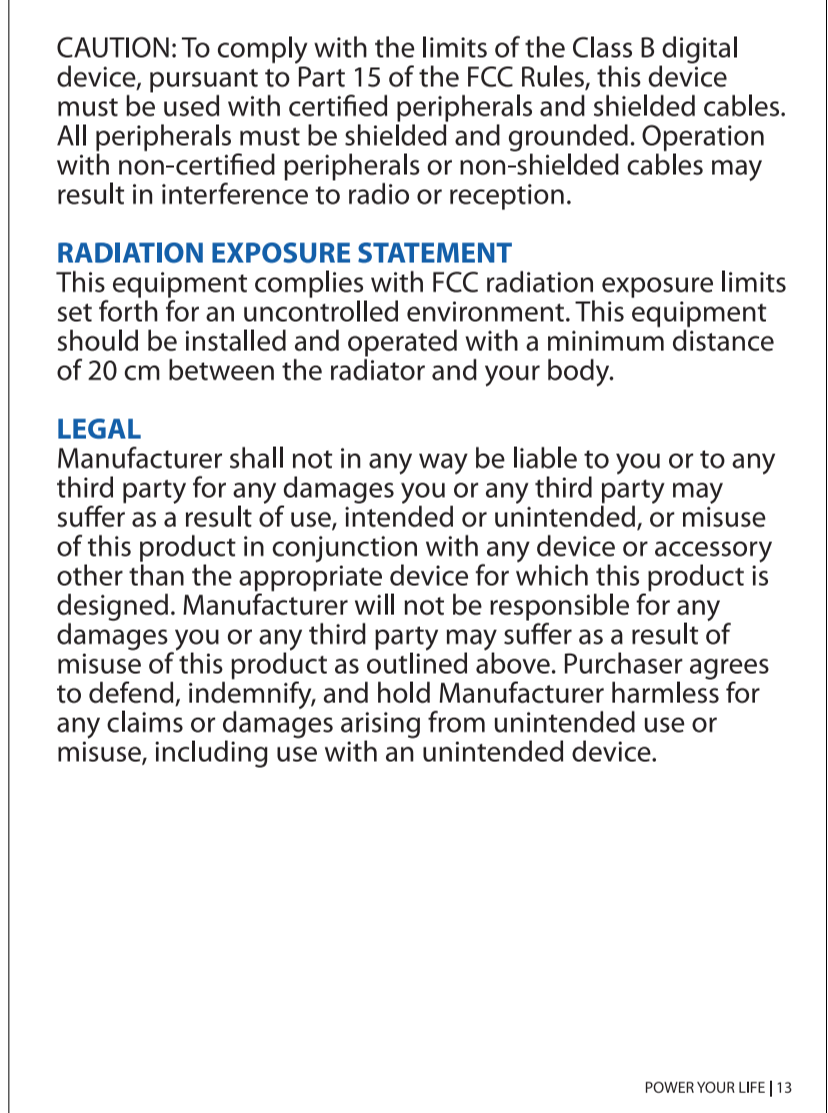 CAUTION: To comply with the limits of the Class B digital
device, pursuant to Part 15 of the FCC Rules, this device
must be used with certified peripherals and shielded cables.
All peripherals must be shielded and grounded. Operation
with non-certified peripherals or non-shielded cables may
result in interference to radio or reception.
RADIATION EXPOSURE STATEMENT
This equipment complies with FCC radiation exposure limits
set forth for an uncontrolled environment. This equipment
should be installed and operated with a minimum distance
of 20 cm between the radiator and your body.
LEGAL
Manufacturer shall not in any way be liable to you or to any
third party for any damages you or any third party may
suffer as a result of use, intended or unintended, or misuse
of this product in conjunction with any device or accessory
other than the appropriate device for which this product is
designed. Manufacturer will not be responsible for any
damages you or any third party may suffer as a result of
misuse of this product as outlined above. Purchaser agrees
to defend, indemnify, and hold Manufacturer harmless for
any claims or damages arising from unintended use or
misuse, including use with an unintended device.
POWER YOUR LIFE | 13